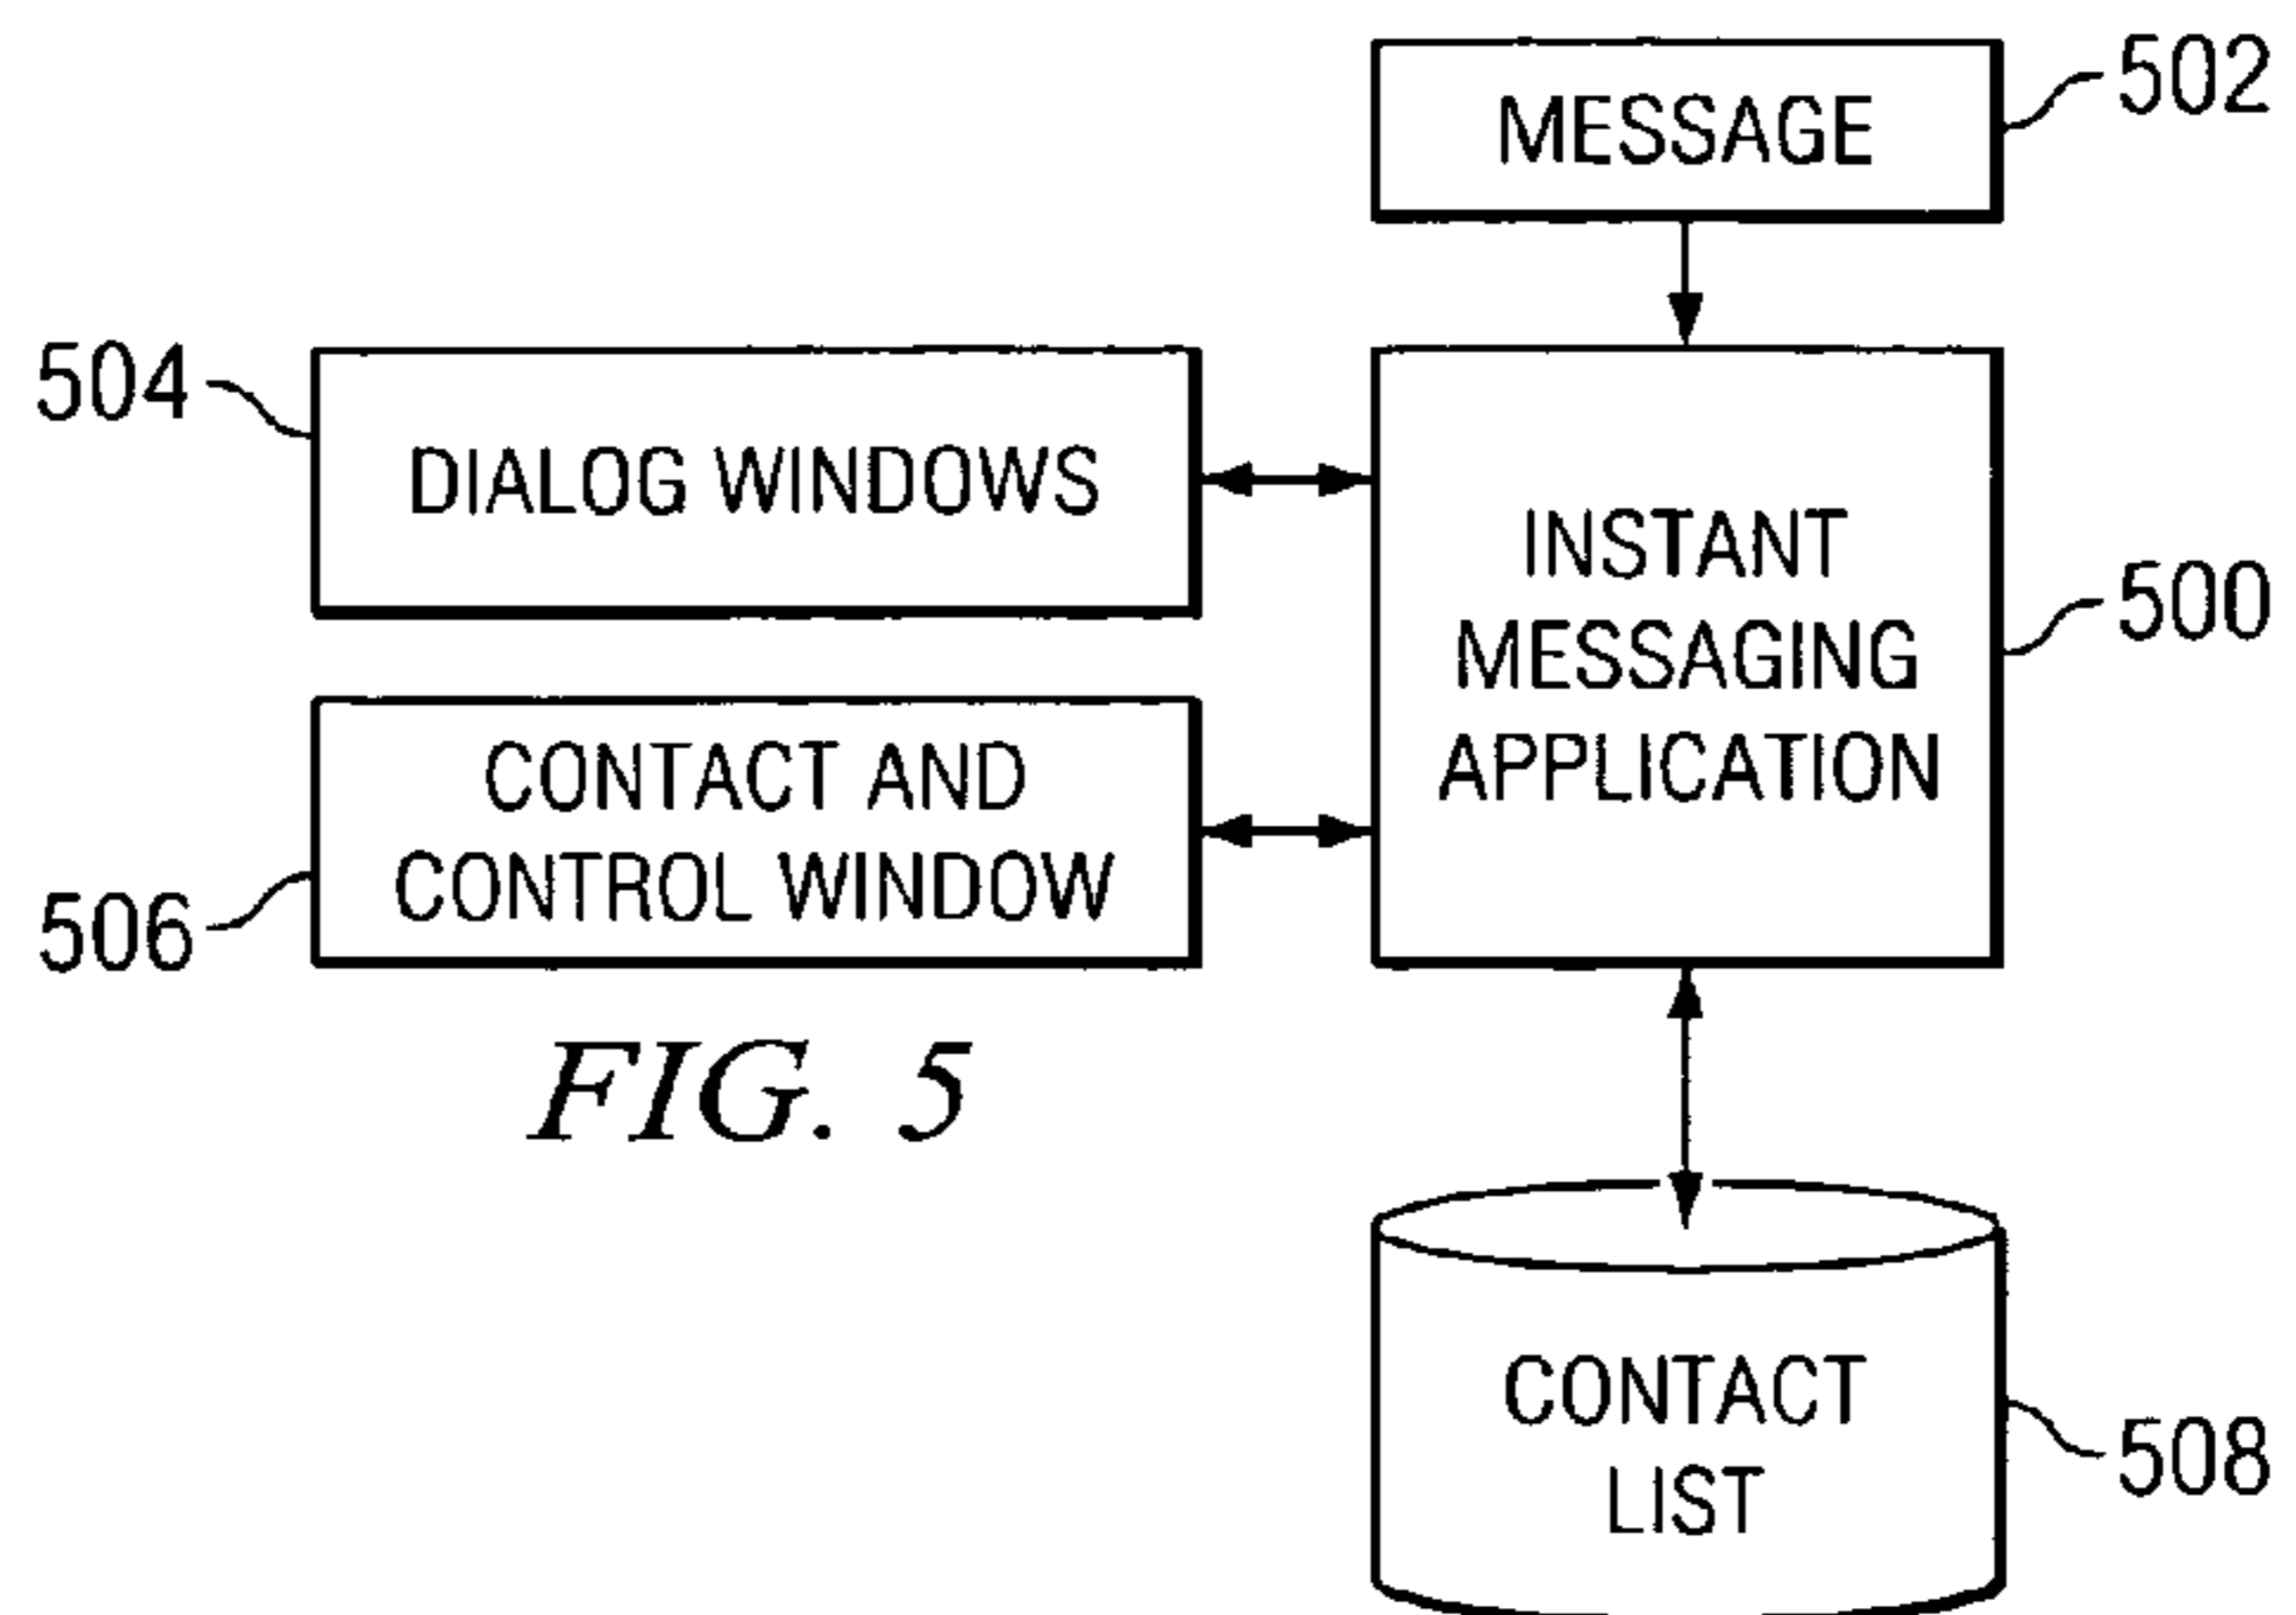 MESSAGE
502
504
DIALOG WINDOWS
INSTANT
MESSAGING
APPLICATION
500
CONTACT AND
CONTROL WINDOW
506
FIG. 5
CONTACT
LIST
508